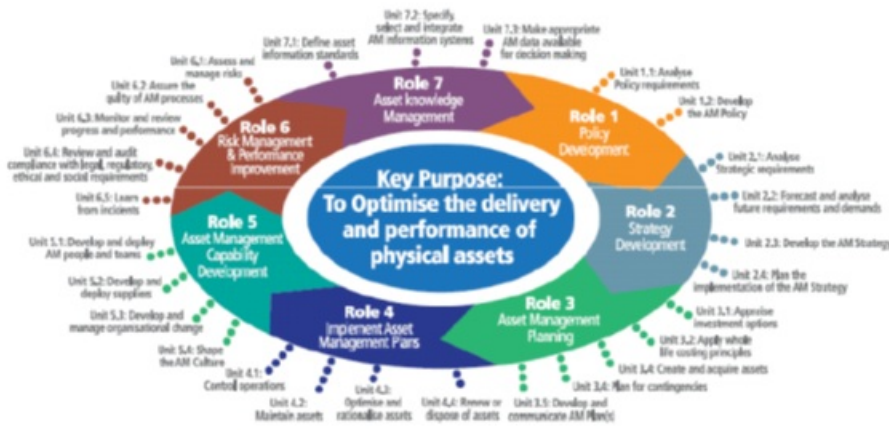 Unit 7.2: Specify,
select and integrate
AM information systems
Unit 7.3: Make appropriate
AM data available
for decision making
Unit 7.1: Define asset
information standards
Unit 6.1: Assess and
manage risks
Unit 6.2: Assure the
quality of AM processes
Unit 6.3: Monitor and review
progress and performance
Unit 6.4: Review and audit
compliance with legal, regulatory,
ethical and social requirements
Unit 6.5: Learn
from incidents
Unit 5.1: Develop and deploy
AM people and teams
Unit 5.2: Develop and
deploy suppliers
Unit 5.3: Develop and
manage organisational change
Unit 5.4: Shape
the AM Culture
Unit 4.1:
Control operations
Unit 4.2:
Maintain assets
Unit 4.3:
Optimise and
rationalise assets
Unit 4.4: Renew or
dispose of assets
Unit 3.5: Develop and
communicate AM Plan(s)
Unit 3.4: Plan for contingencies
Unit 3.4: Create and acquire assets
Unit 3.2: Apply whole
life costing principles
Unit 3.1: Appraise
investment options
Unit 2.4: Plan the
implementation of the AM Strategy
Unit 2.3: Develop the AM Strategy
Unit 2.2: Forecast and analyse
future requirements and demands
Unit 2.1: Analyse
Strategic requirements
Unit 1.2: Develop
the AM Policy
Unit 1.1: Analyse
Policy requirements
Role 7
Asset knowledge
Management
Role 1
Policy
Development
Role 2
Strategy
Development
Role 3
Asset Management
Planning
Role 4
Implement Asset
Management Plans
Role 5
Asset Management
Capability
Development
Role 6
Risk Management
& Performance
Improvement
Key Purpose:
To Optimise the delivery
and performance of
physical assets